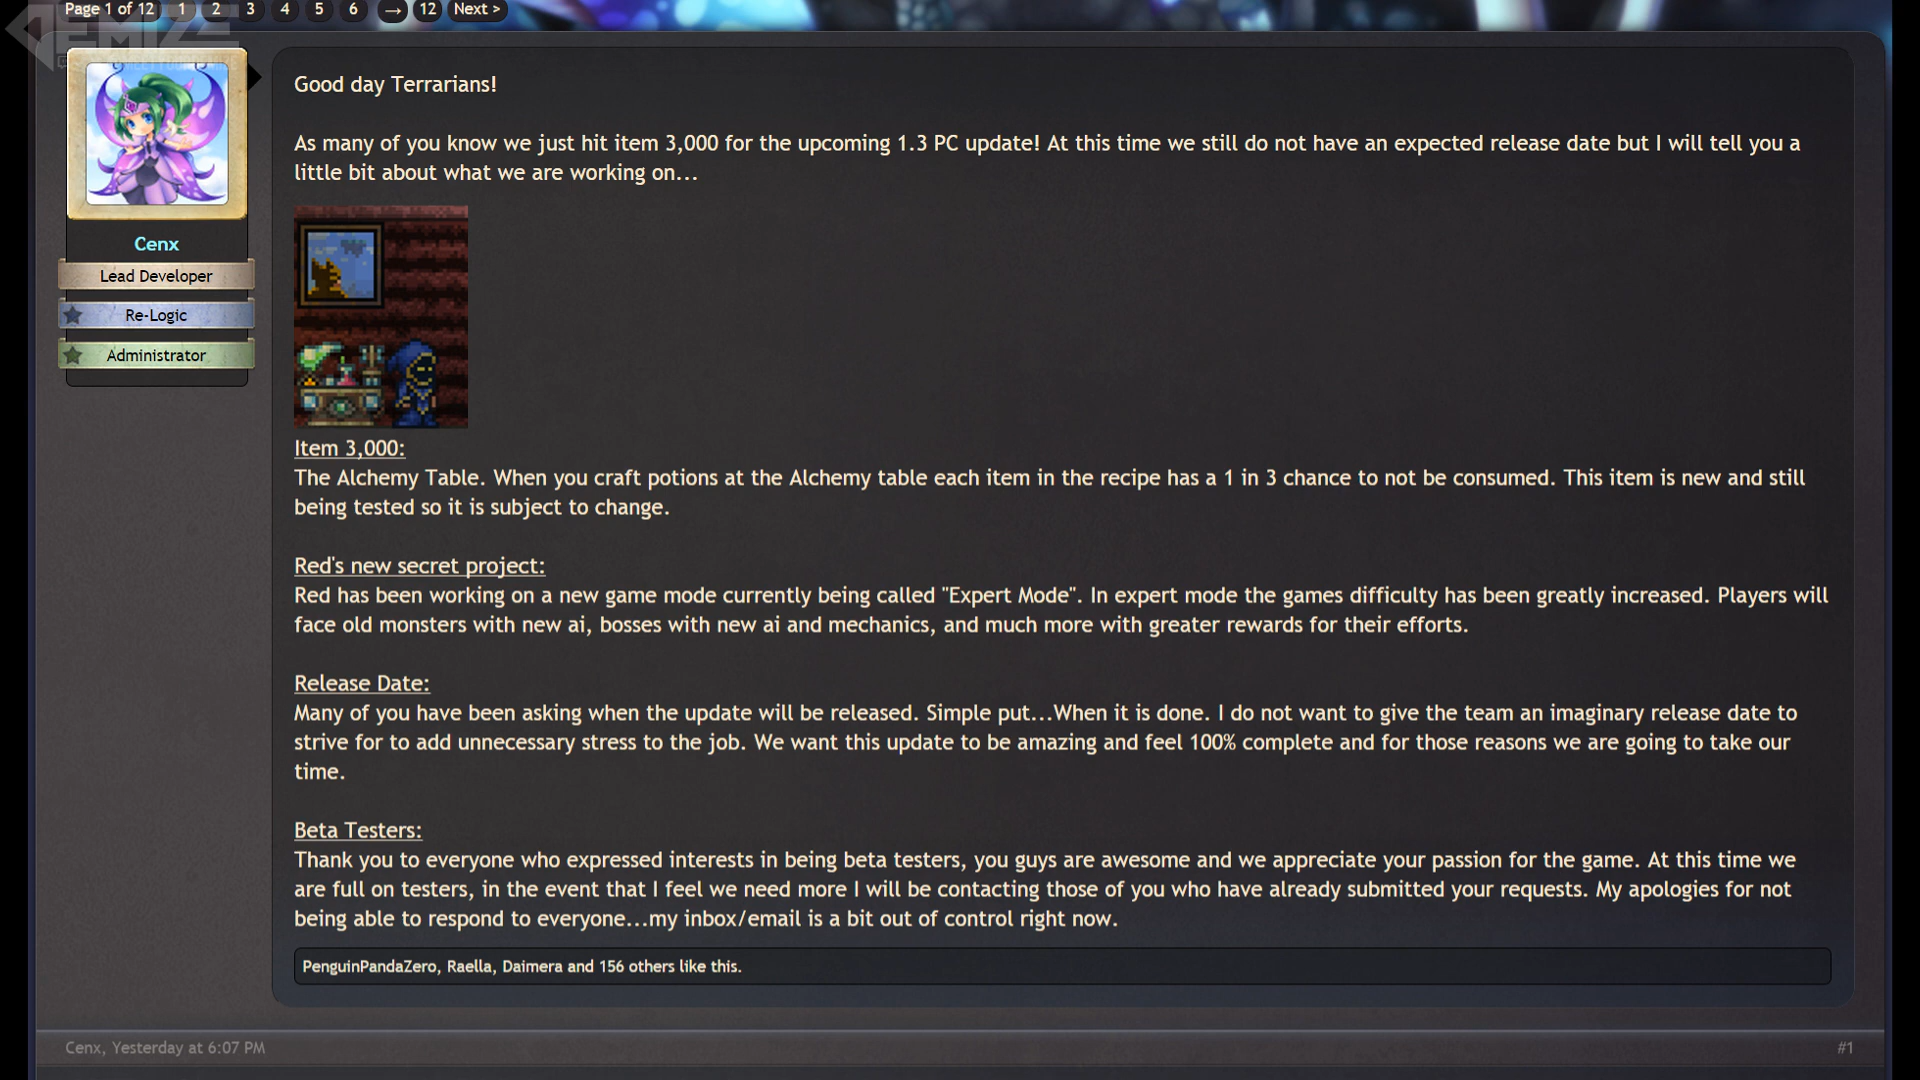 Page 1 of 12 1 2 3 4 5 6 → 12 Next >
Good day Terrarians!
As many of you know we just hit item 3,000 for the upcoming 1.3 PC update! At this time we still do not have an expected release date but I will tell you a
little bit about what we are working on...
Cenx
Lead Developer
Re-Logic
Administrator
Item 3,000:
The Alchemy Table. When you craft potions at the Alchemy table each item in the recipe has a 1 in 3 chance to not be consumed. This item is new and still
being tested so it is subject to change.
Red's new secret project:
Red has been working on a new game mode currently being called "Expert Mode". In expert mode the games difficulty has been greatly increased. Players will
face old monsters with new ai, bosses with new ai and mechanics, and much more with greater rewards for their efforts.
Release Date:
Many of you have been asking when the update will be released. Simple put...When it is done. I do not want to give the team an imaginary release date to
strive for to add unnecessary stress to the job. We want this update to be amazing and feel 100% complete and for those reasons we are going to take our
time.
Beta Testers:
Thank you to everyone who expressed interests in being beta testers, you guys are awesome and we appreciate your passion for the game. At this time we
are full on testers, in the event that I feel we need more I will be contacting those of you who have already submitted your requests. My apologies for not
being able to respond to everyone...my inbox/email is a bit out of control right now.
PenguinPandaZero, Raella, Daimera and 156 others like this.
Cenx, Yesterday at 6:07 PM #1